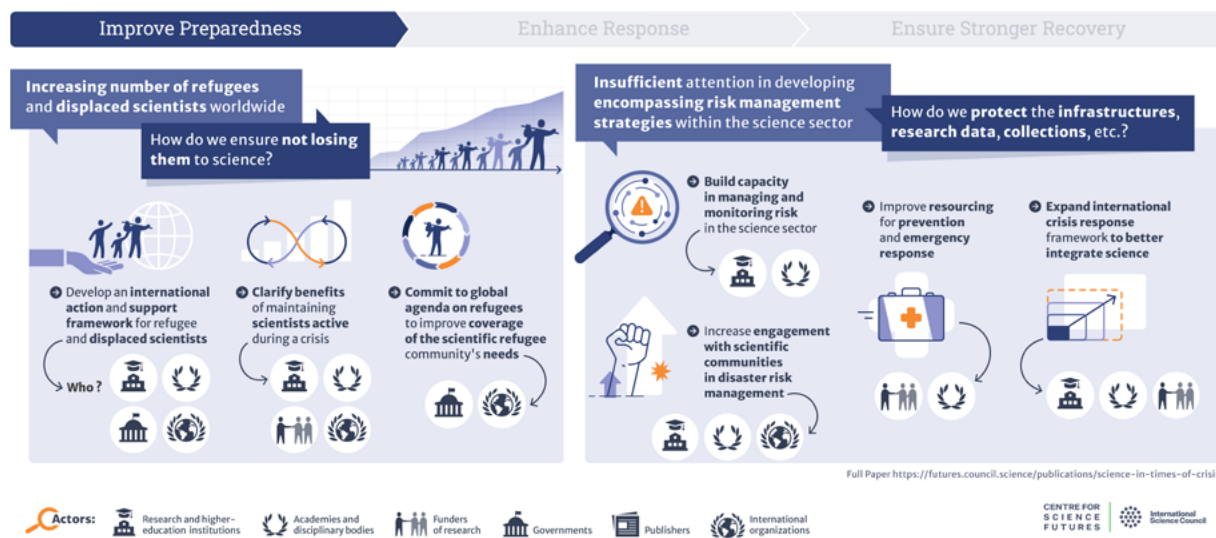 Improve Preparedness
Enhance Response
Ensure Stronger Recovery
Increasing number of refugees
and displaced scientists worldwide
How do we ensure not losing
them to science?
Develop an international
action and support
framework for refugee
and displaced scientists
Who ?
Clarify benefits
of maintaining
scientists active
during a crisis
Commit to global
agenda on refugees
to improve coverage
of the scientific refugee
community's needs
Insufficient attention in developing
encompassing risk management
strategies within the science sector
How do we protect the infrastructures,
research data, collections, etc.?
Build capacity
in managing and
monitoring risk
in the science sector
Increase engagement
with scientific
communities
in disaster risk
management
Improve resourcing
for prevention
and emergency
response
Expand international
crisis response
framework to better
integrate science
Full Paper https://futures.council.science/publications/science-in-times-of-crisi
Actors:
Research and higher-
education institutions
Academies and
disciplinary bodies
Funders
of research
Governments
Publishers
International
organizations
CENTRE FOR
SCIENCE
FUTURES
International
Science Council